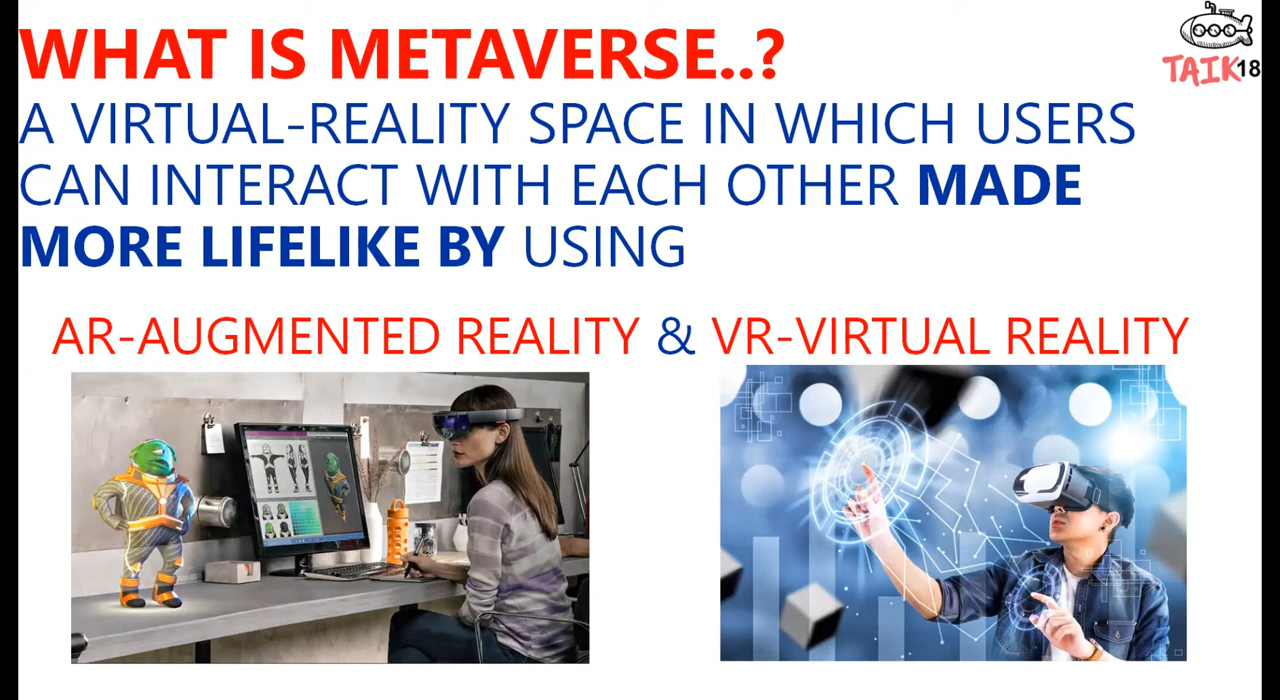 WHAT IS METAVERSE..?
TAIK18
A VIRTUAL-REALITY SPACE IN WHICH USERS
CAN INTERACT WITH EACH OTHER MADE
MORE LIFELIKE BY USING
AR-AUGMENTED REALITY & VR-VIRTUAL REALITY